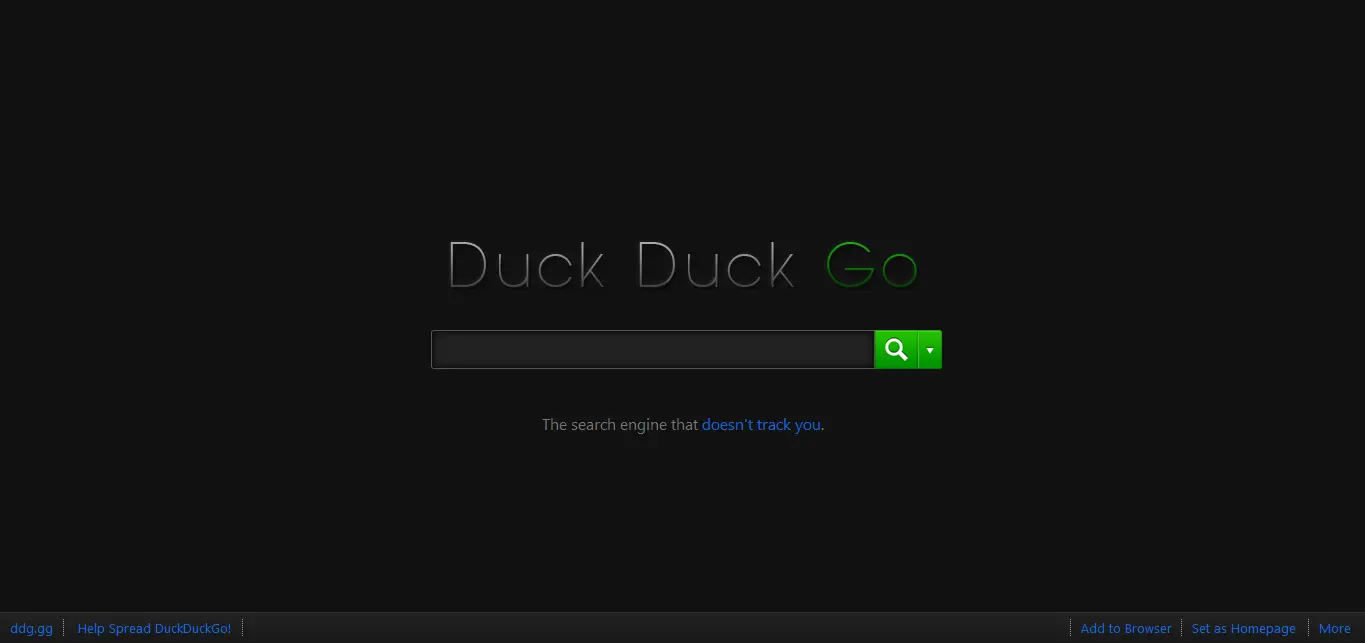 Duck Duck Go
The search engine that doesn't track you.
ddg.gg Help Spread DuckDuckGo! Add to Browser Set as Homepage More